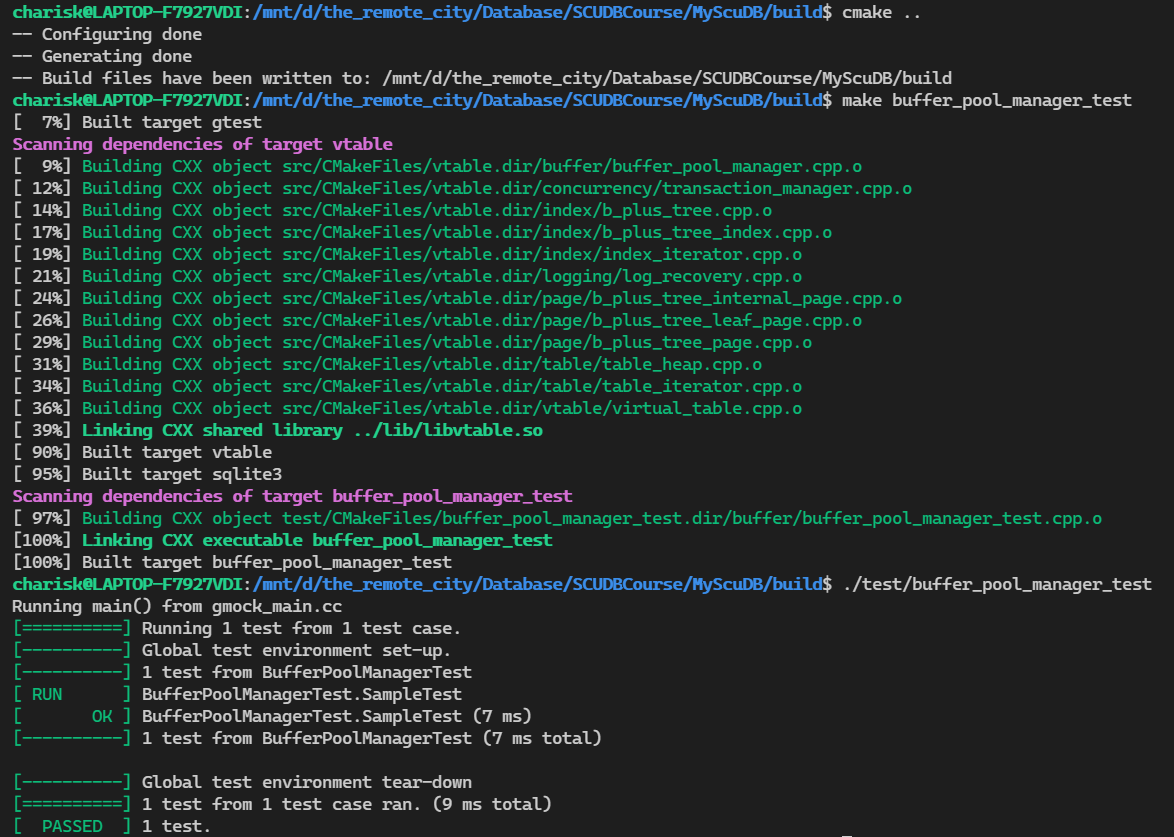 charisk@LAPTOP-F7927VDI:/mnt/d/the_remote_city/Database/SCUDBCourse/MyScuDB/build$ cmake ..
-- Configuring done
-- Generating done
-- Build files have been written to: /mnt/d/the_remote_city/Database/SCUDBCourse/MyScuDB/build
charisk@LAPTOP-F7927VDI:/mnt/d/the_remote_city/Database/SCUDBCourse/MyScuDB/build$ make buffer_pool_manager_test
[  7%] Built target gtest
Scanning dependencies of target vtable
[  9%] Building CXX object src/CMakeFiles/vtable.dir/buffer/buffer_pool_manager.cpp.o
[ 12%] Building CXX object src/CMakeFiles/vtable.dir/concurrency/transaction_manager.cpp.o
[ 14%] Building CXX object src/CMakeFiles/vtable.dir/index/b_plus_tree.cpp.o
[ 17%] Building CXX object src/CMakeFiles/vtable.dir/index/b_plus_tree_index.cpp.o
[ 19%] Building CXX object src/CMakeFiles/vtable.dir/index/index_iterator.cpp.o
[ 21%] Building CXX object src/CMakeFiles/vtable.dir/logging/log_recovery.cpp.o
[ 24%] Building CXX object src/CMakeFiles/vtable.dir/page/b_plus_tree_internal_page.cpp.o
[ 26%] Building CXX object src/CMakeFiles/vtable.dir/page/b_plus_tree_leaf_page.cpp.o
[ 29%] Building CXX object src/CMakeFiles/vtable.dir/page/b_plus_tree_page.cpp.o
[ 31%] Building CXX object src/CMakeFiles/vtable.dir/table/table_heap.cpp.o
[ 34%] Building CXX object src/CMakeFiles/vtable.dir/table/table_iterator.cpp.o
[ 36%] Building CXX object src/CMakeFiles/vtable.dir/vtable/virtual_table.cpp.o
[ 39%] Linking CXX shared library ../lib/libvtable.so
[ 90%] Built target vtable
[ 95%] Built target sqlite3
Scanning dependencies of target buffer_pool_manager_test
[ 97%] Building CXX object test/CMakeFiles/buffer_pool_manager_test.dir/buffer/buffer_pool_manager_test.cpp.o
[100%] Linking CXX executable buffer_pool_manager_test
[100%] Built target buffer_pool_manager_test
charisk@LAPTOP-F7927VDI:/mnt/d/the_remote_city/Database/SCUDBCourse/MyScuDB/build$ ./test/buffer_pool_manager_test
Running main() from gmock_main.cc
[==========] Running 1 test from 1 test case.
[----------] Global test environment set-up.
[----------] 1 test from BufferPoolManagerTest
[ RUN      ] BufferPoolManagerTest.SampleTest
[       OK ] BufferPoolManagerTest.SampleTest (7 ms)
[----------] 1 test from BufferPoolManagerTest (7 ms total)

[----------] Global test environment tear-down
[==========] 1 test from 1 test case ran. (9 ms total)
[  PASSED  ] 1 test.